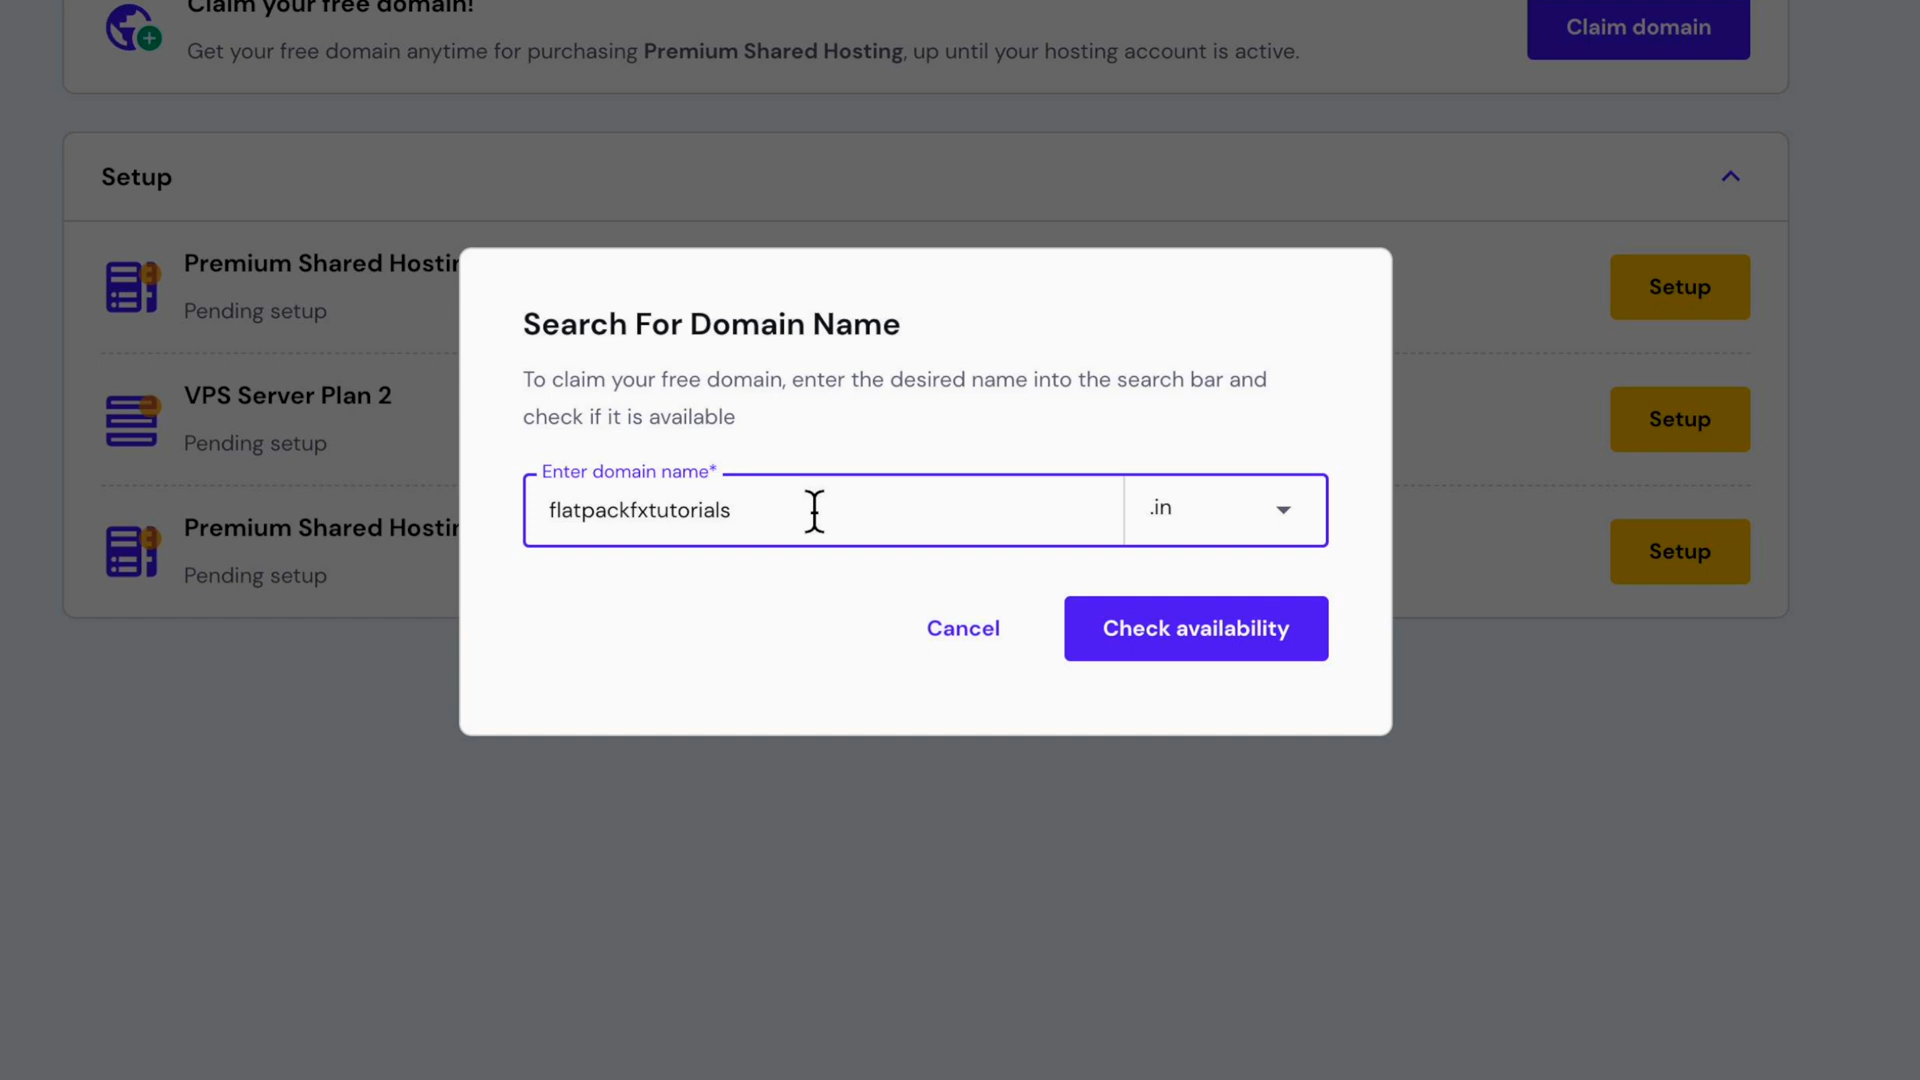 Claim your free domain!
Get your free domain anytime for purchasing Premium Shared Hosting, up until your hosting account is active.
Claim domain
Setup
Premium Shared
Pending setup
Setup
VPS Server Plan 2
Pending setup
Setup
Premium Shared
Pending setup
Setup
Search For Domain Name
To claim your free domain, enter the desired name into the search bar and
check if it is available
Enter domain name*
flatpackfxtutorials
.in
Cancel
Check availability